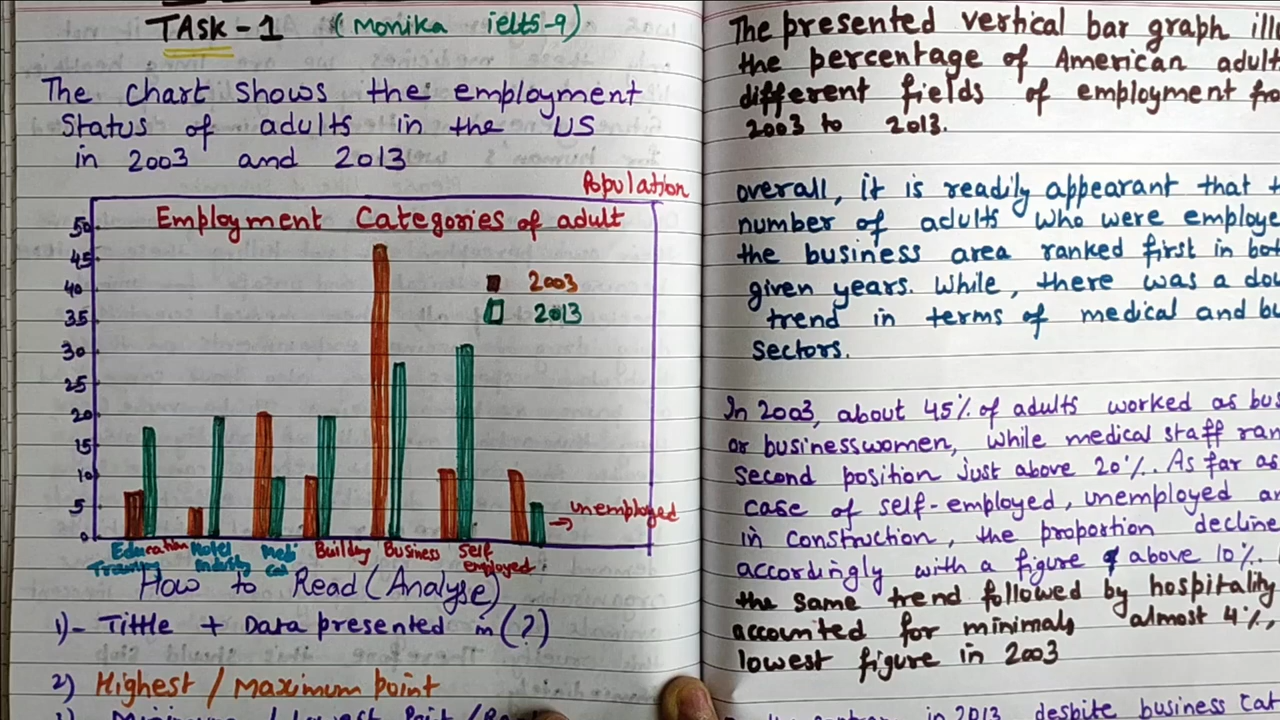 TASK-1 (Monika ielts-9)
The chart shows the employment
Status of adults in the US
in 2003 and 2013
Population
Employment Categories of adult
50
45
40
35
30
25
20
15
10
5
0
2003
2013
unemployed
Education Training
Hotel industry
Medi cal
Building
Business
Self employed
How to Read (Analyse)
1)- Tittle + Data presented in (?)
2) Highest / Maximum point
The presented vertical bar graph ill
the percentage of American adult
different fields of employment fro
2003 to 2013.
overall, it is readily appearant that t
number of adults who were employe
the business area ranked first in bot
given years. While, there was a do
trend in terms of medical and bu
sectors.
In 2003, about 45% of adults worked as bus
or businesswomen, while medical staff ran
second position just above 20%. As far as
case of self-employed, unemployed a
in construction, the proportion decline
accordingly with a figure of above 10%.
the same trend followed by hospitality
accounted for minimals almost 4%,
lowest figure in 2003
in 2013 despite business cat